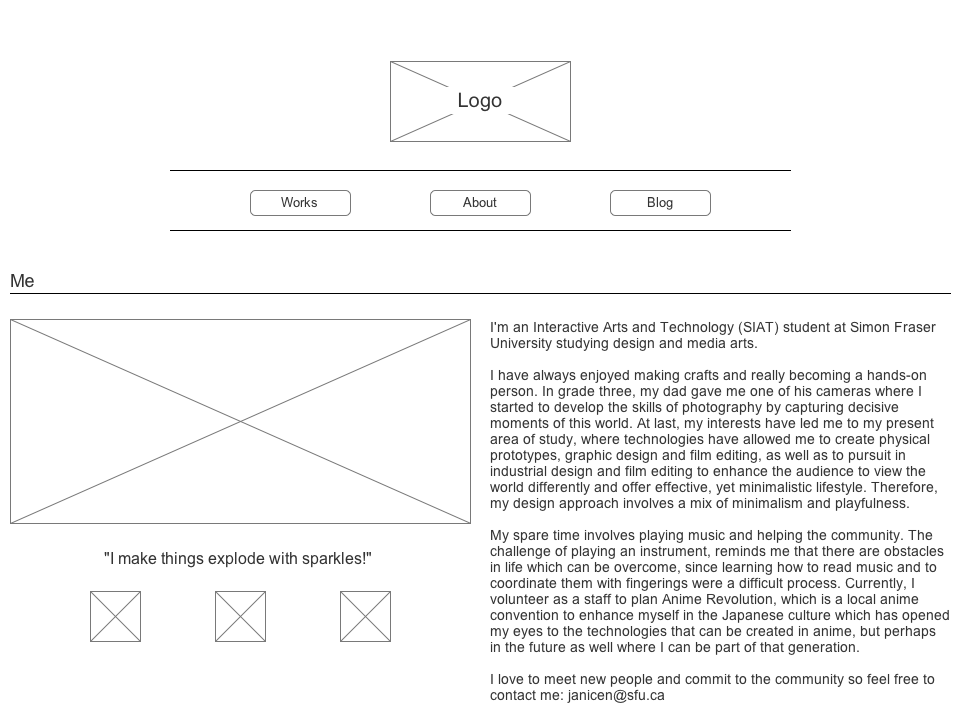 Logo
Works
About
Blog
Me
I'm an Interactive Arts and Technology (SIAT) student at Simon Fraser
University studying design and media arts.
I have always enjoyed making crafts and really becoming a hands-on
person. In grade three, my dad gave me one of his cameras where I
started to develop the skills of photography by capturing decisive
moments of this world. At last, my interests have led me to my present
area of study, where technologies have allowed me to create physical
prototypes, graphic design and film editing, as well as to pursuit in
industrial design and film editing to enhance the audience to view the
world differently and offer effective, yet minimalistic lifestyle. Therefore,
my design approach involves a mix of minimalism and playfulness.
My spare time involves playing music and helping the community. The
challenge of playing an instrument, reminds me that there are obstacles
in life which can be overcome, since learning how to read music and to
coordinate them with fingerings were a difficult process. Currently, I
volunteer as a staff to plan Anime Revolution, which is a local anime
convention to enhance myself in the Japanese culture which has opened
my eyes to the technologies that can be created in anime, but perhaps
in the future as well where I can be part of that generation.
I love to meet new people and commit to the community so feel free to
contact me: janicen@sfu.ca
"I make things explode with sparkles!"